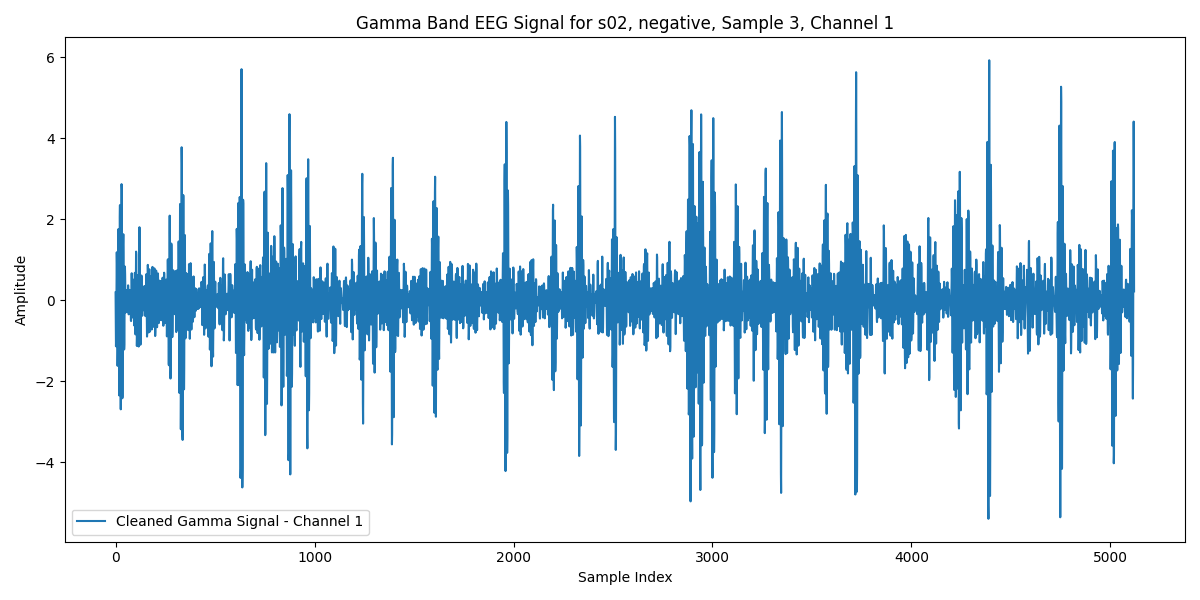 Gamma Band EEG Signal for s02, negative, Sample 3, Channel 1
6
4
2
0
−2
−4
Amplitude
Cleaned Gamma Signal - Channel 1
0 1000 2000 3000 4000 5000
Sample Index